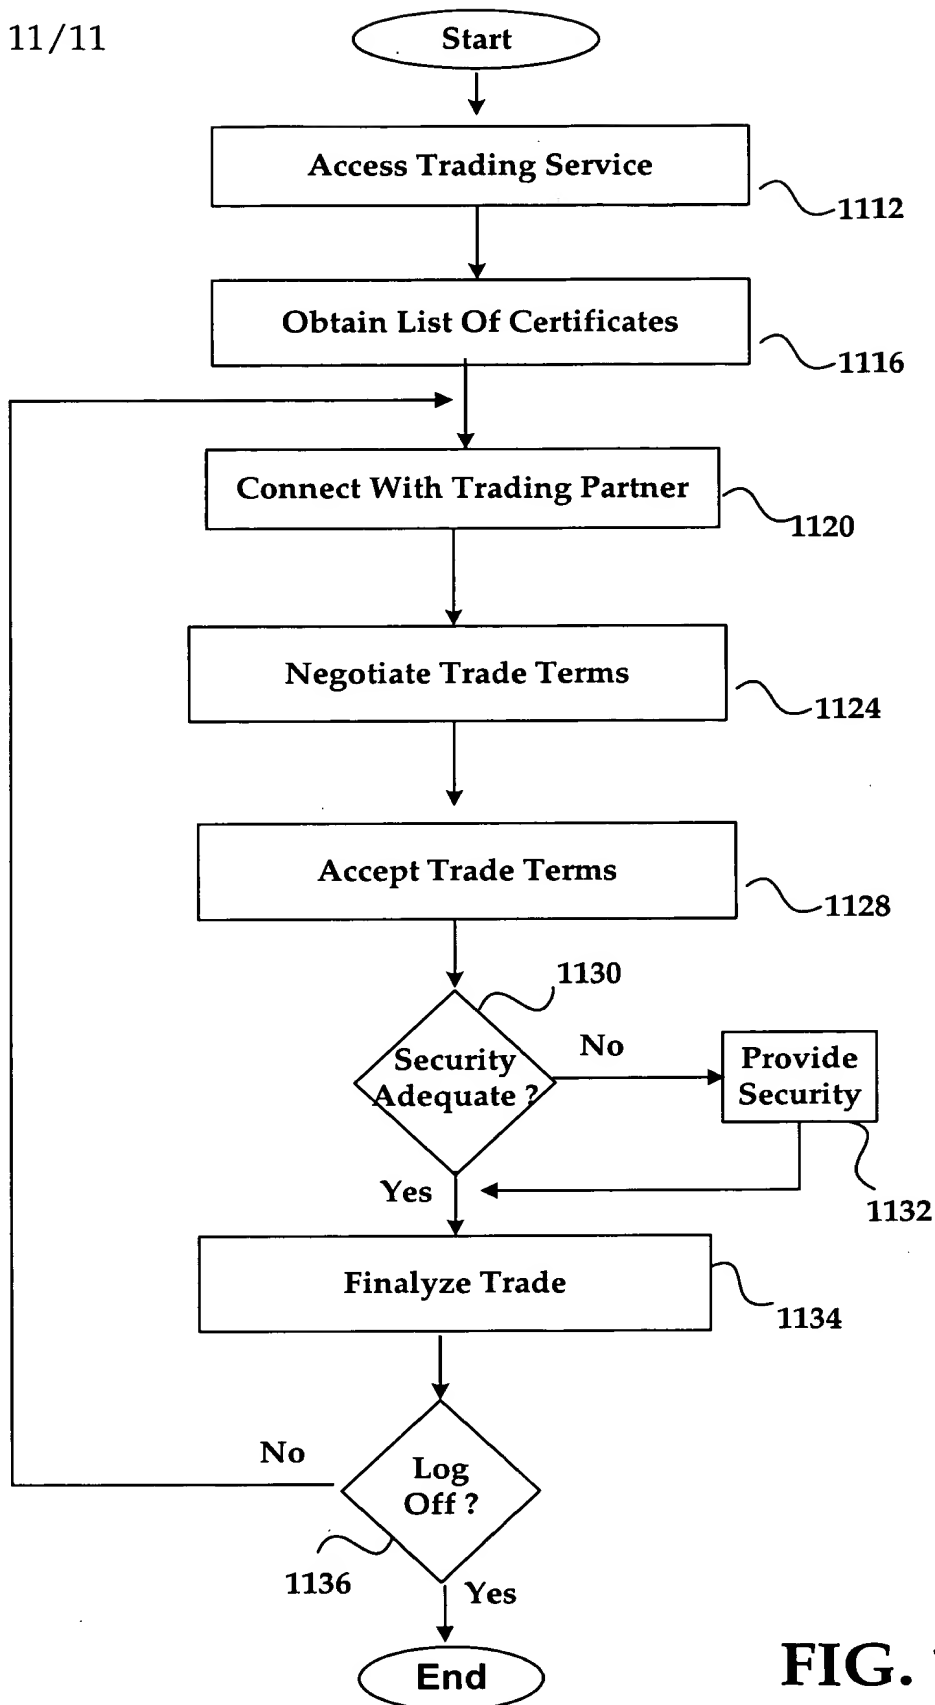 11/11
Start
Access Trading Service
1112
Obtain List Of Certificates
1116
Connect With Trading Partner
1120
Negotiate Trade Terms
1124
Accept Trade Terms
1128
1130
Security
Adequate ?
No
Provide
Security
1132
Yes
Finalyze Trade
1134
No
Log
Off ?
1136
Yes
End
FIG.